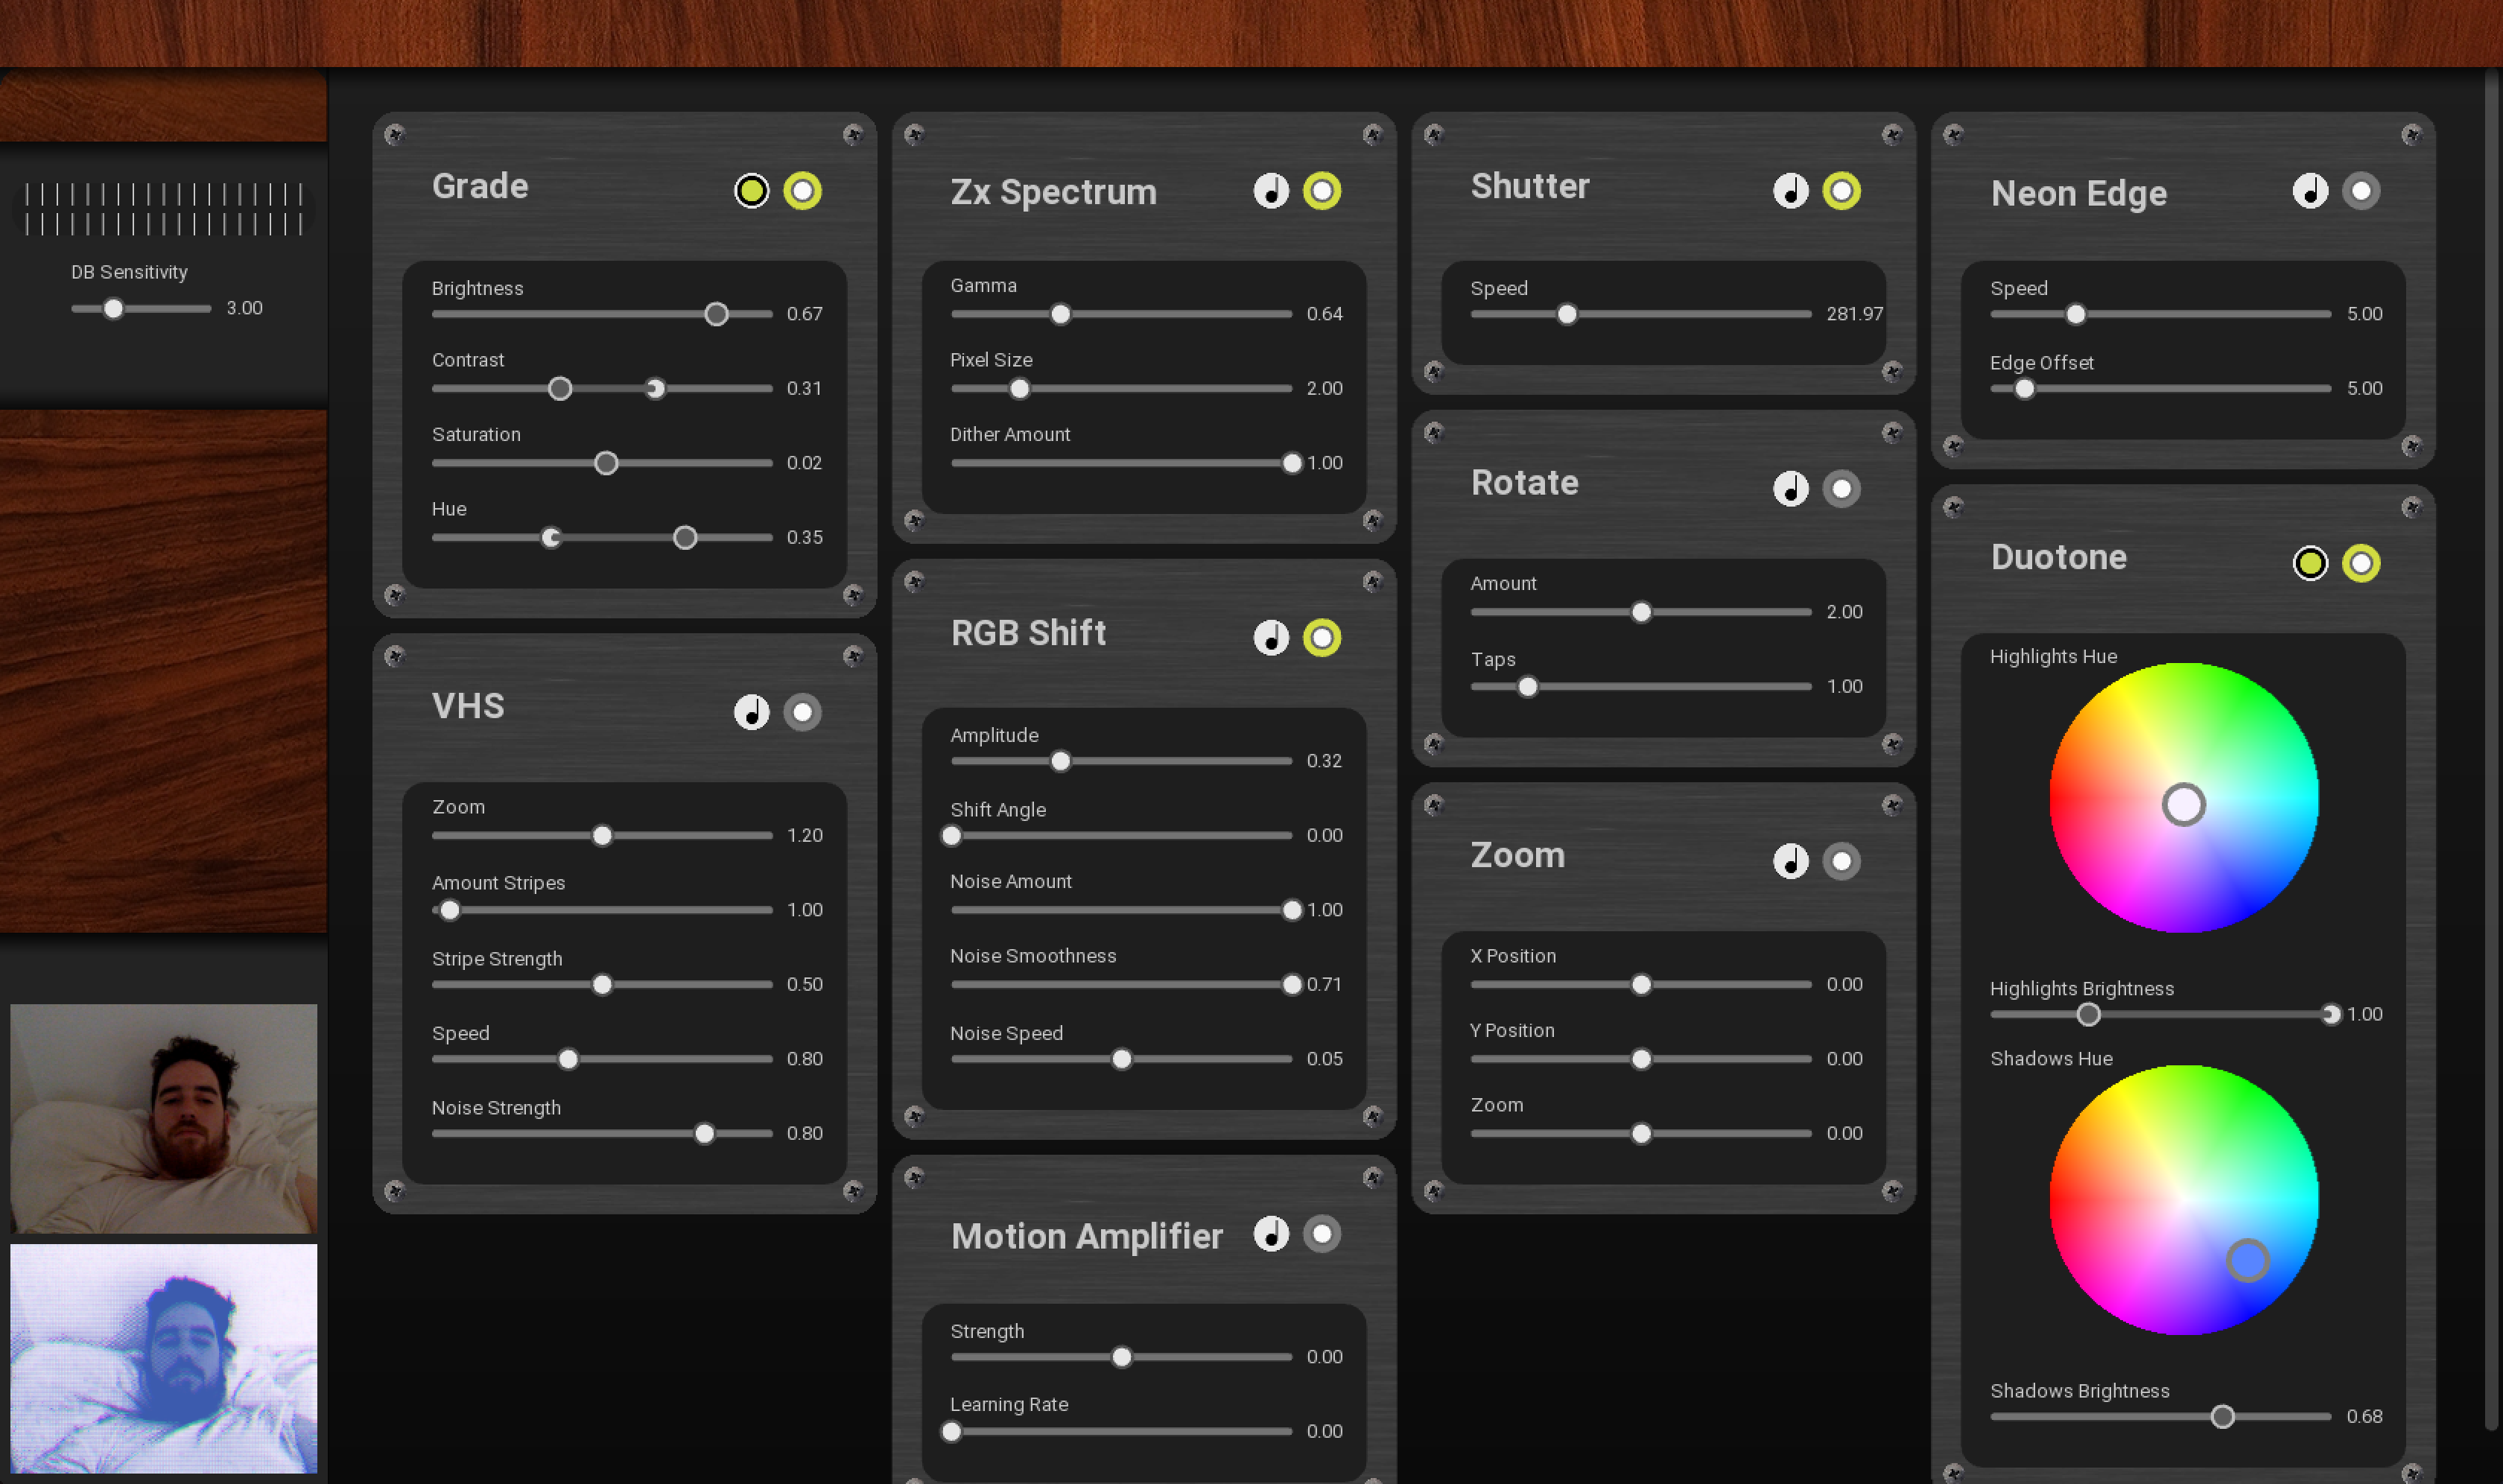 DB Sensitivity
3.00
Grade
Brightness
0.67
Contrast
0.31
Saturation
0.02
Hue
0.35
VHS
Zoom
1.20
Amount Stripes
1.00
Stripe Strength
0.50
Speed
0.80
Noise Strength
0.80
Zx Spectrum
Gamma
0.64
Pixel Size
2.00
Dither Amount
1.00
RGB Shift
Amplitude
0.32
Shift Angle
0.00
Noise Amount
1.00
Noise Smoothness
0.71
Noise Speed
0.05
Motion Amplifier
Strength
0.00
Learning Rate
0.00
Shutter
Speed
281.97
Rotate
Amount
2.00
Taps
1.00
Zoom
X Position
0.00
Y Position
0.00
Zoom
0.00
Neon Edge
Speed
5.00
Edge Offset
5.00
Duotone
Highlights Hue
Highlights Brightness
1.00
Shadows Hue
Shadows Brightness
0.68